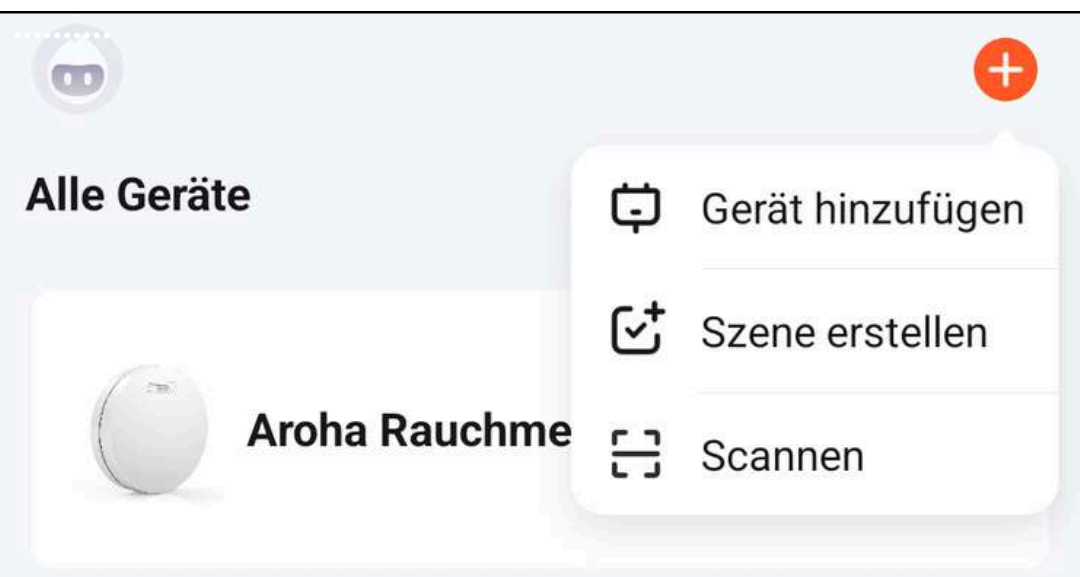 Alle Geräte
Gerät hinzufügen
Szene erstellen
Aroha Rauchme
Scannen